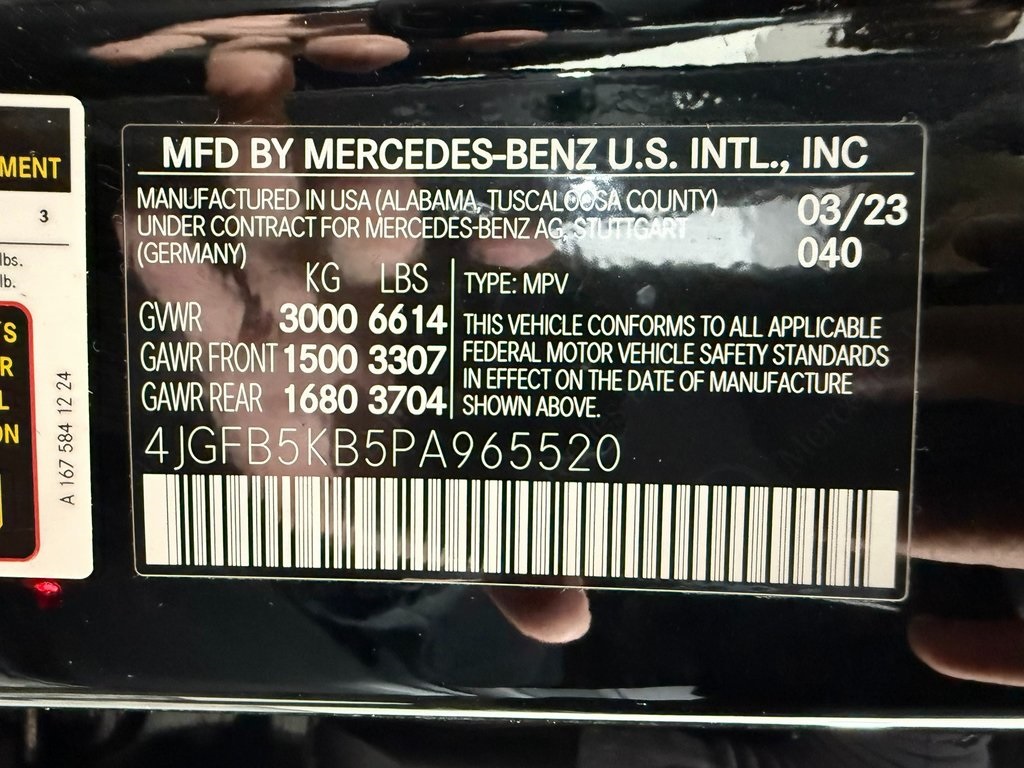 MENT
3
lbs.
lb.
'S
R
L
ON
A 167 584 12 24
MFD BY MERCEDES-BENZ U.S. INTL., INC
MANUFACTURED IN USA (ALABAMA, TUSCALOOSA COUNTY)
UNDER CONTRACT FOR MERCEDES-BENZ AG, STUTTGART
(GERMANY)
03/23
040
KG LBS
GVWR 3000 6614
GAWR FRONT 1500 3307
GAWR REAR 1680 3704
TYPE: MPV
THIS VEHICLE CONFORMS TO ALL APPLICABLE
FEDERAL MOTOR VEHICLE SAFETY STANDARDS
IN EFFECT ON THE DATE OF MANUFACTURE
SHOWN ABOVE.
4JGFB5KB5PA965520